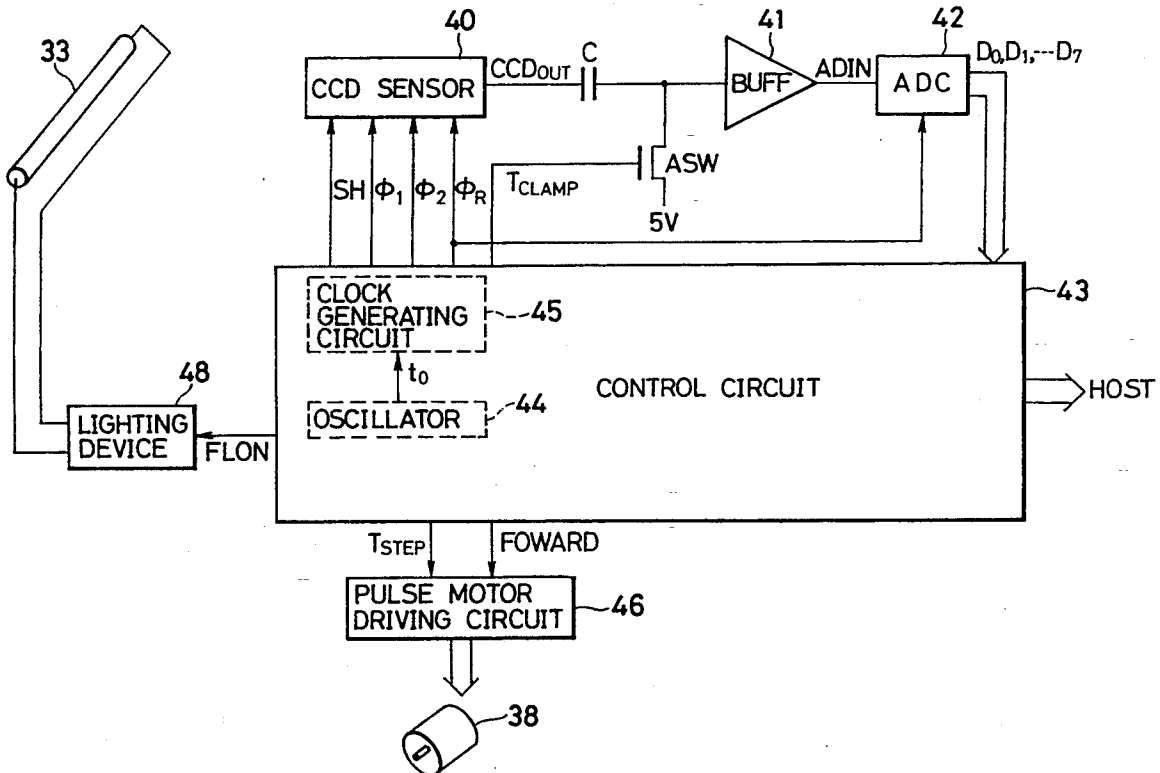 33
40
41
42
C
CCDOUT
ADIN
D0,D1,---D7
CCD SENSOR
BUFF
ADC
SH
ϕ1
ϕ2
ϕR
TCLAMP
ASW
5V
43
CLOCK
GENERATING
CIRCUIT
45
t0
OSCILLATOR
44
CONTROL CIRCUIT
HOST
48
LIGHTING
DEVICE
FLON
TSTEP
FOWARD
PULSE MOTOR
DRIVING CIRCUIT
46
38